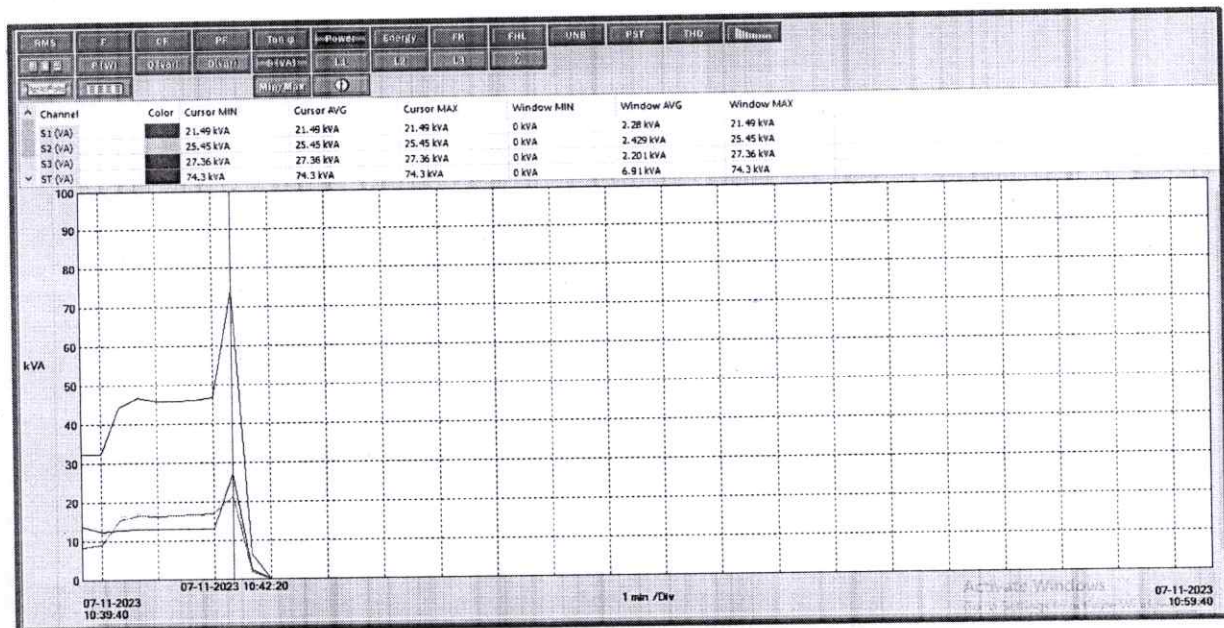 RMS F CF PF Tan φ Power Energy FK PHL UNB PST THD
P (W) Q (var) D (var) S (VA) L1 L2 L3 Σ
Min/Max
Channel Color Cursor MIN Cursor AVG Cursor MAX Window MIN Window AVG Window MAX
S1 (VA) 21.49 kVA 21.49 kVA 21.49 kVA 0 kVA 2.28 kVA 21.49 kVA
S2 (VA) 25.45 kVA 25.45 kVA 25.45 kVA 0 kVA 2.429 kVA 25.45 kVA
S3 (VA) 27.36 kVA 27.36 kVA 27.36 kVA 0 kVA 2.201 kVA 27.36 kVA
ST (VA) 74.3 kVA 74.3 kVA 74.3 kVA 0 kVA 6.91 kVA 74.3 kVA
100
90
80
70
60
kVA
50
40
30
20
10
0
07-11-2023 10:42:20
07-11-2023
10:39:40
1 min /Div
Activate Windows
07-11-2023
10:59:40